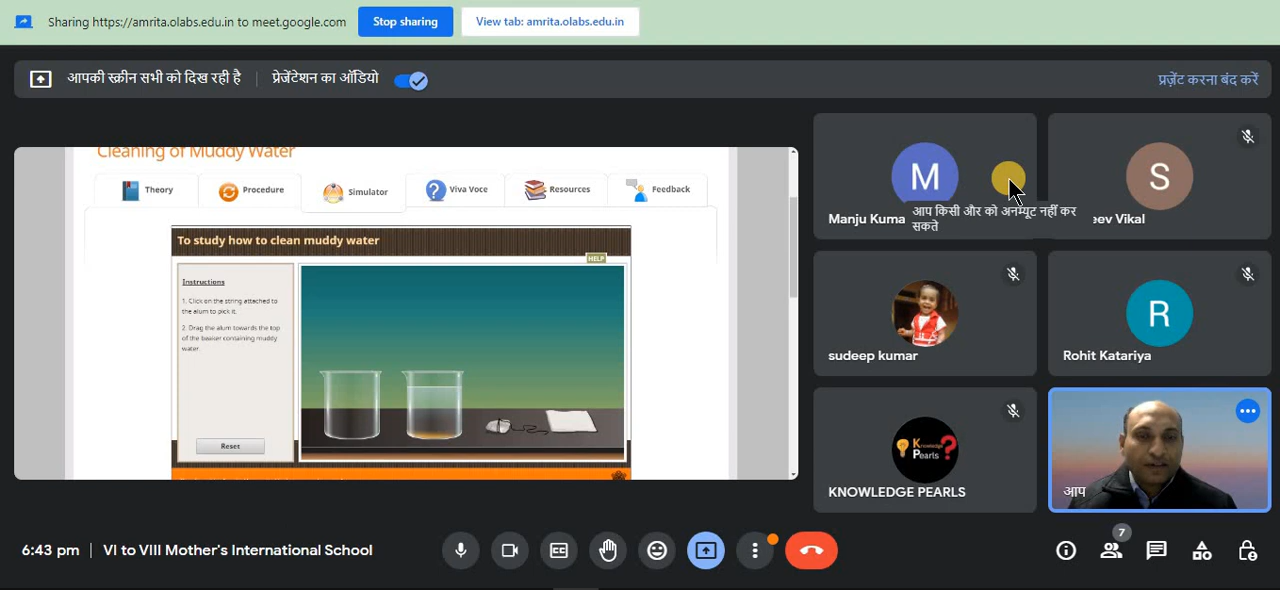 Sharing https://amrita.olabs.edu.in to meet.google.com
Stop sharing
View tab: amrita.olabs.edu.in
आपकी स्क्रीन सभी को दिख रही है
प्रेजेंटेशन का ऑडियो
प्रज़ेंट करना बंद करें
Cleaning of Muddy Water
Theory
Procedure
Simulator
Viva Voce
Resources
Feedback
To study how to clean muddy water
HELP
Instructions
1. Click on the string attached to
the alum to pick it.
2. Drag the alum towards the top
of the beaker containing muddy
water.
Reset
M
Manju Kuma
आप किसी और को अनम्यूट नहीं कर
सकते
S
eev Vikal
sudeep kumar
R
Rohit Katariya
Knowledge
Pearls
KNOWLEDGE PEARLS
आप
6:43 pm | VI to VIII Mother's International School
7